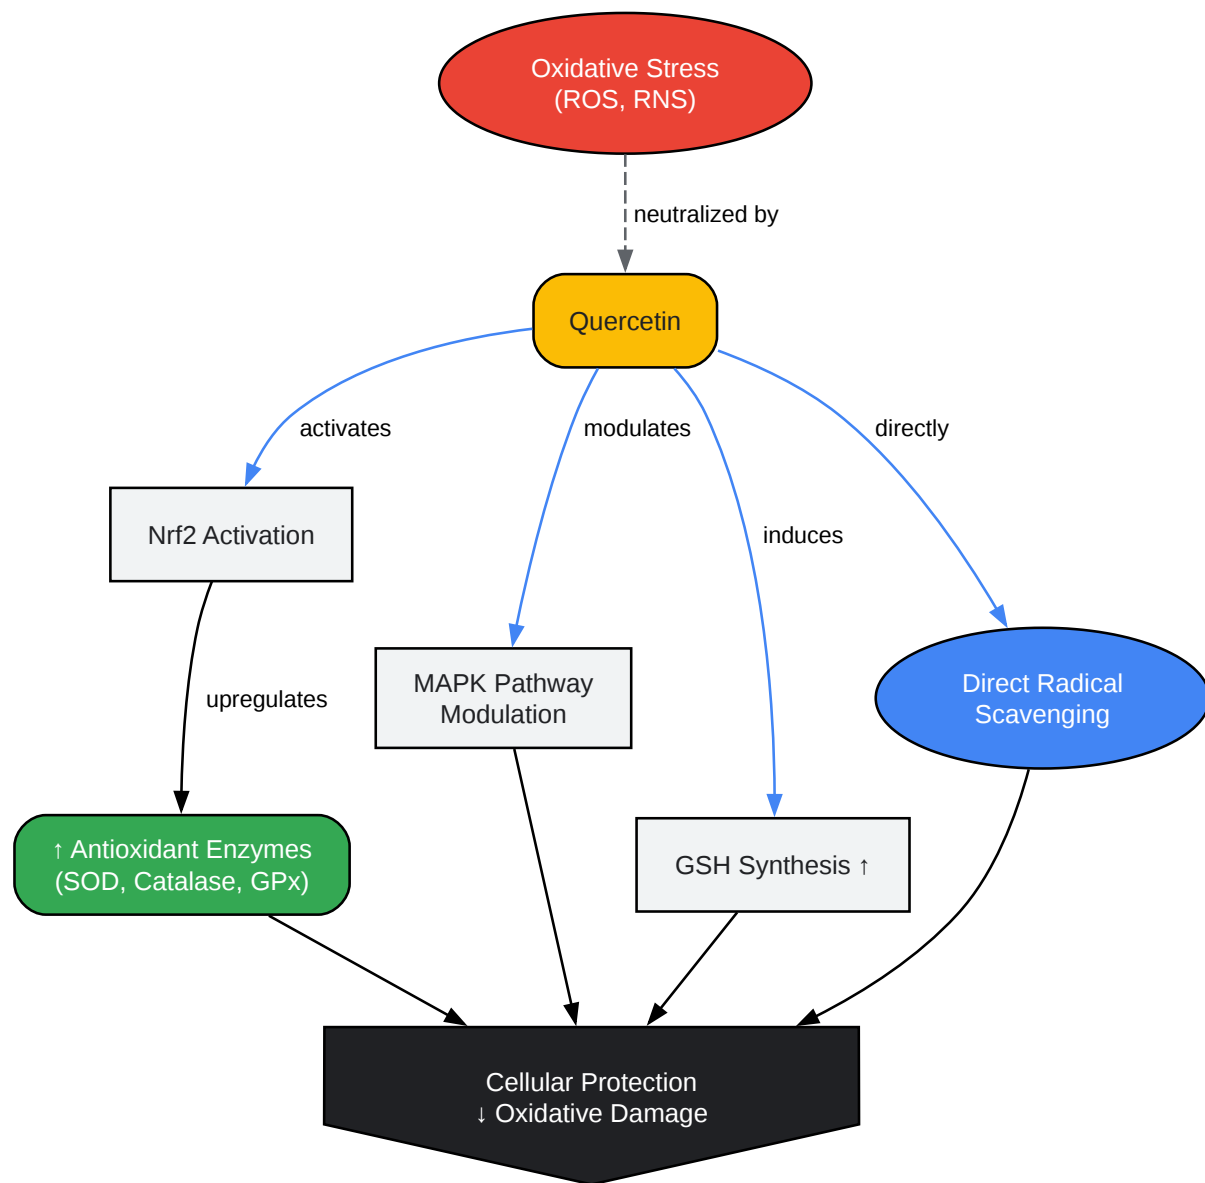 Oxidative Stress
(ROS, RNS)
neutralized by
Quercetin
activates
modulates
directly
Nrf2 Activation
induces
MAPK Pathway
Modulation
Direct Radical
Scavenging
upregulates
↑ Antioxidant Enzymes
(SOD, Catalase, GPx)
GSH Synthesis ↑
Cellular Protection
↓ Oxidative Damage